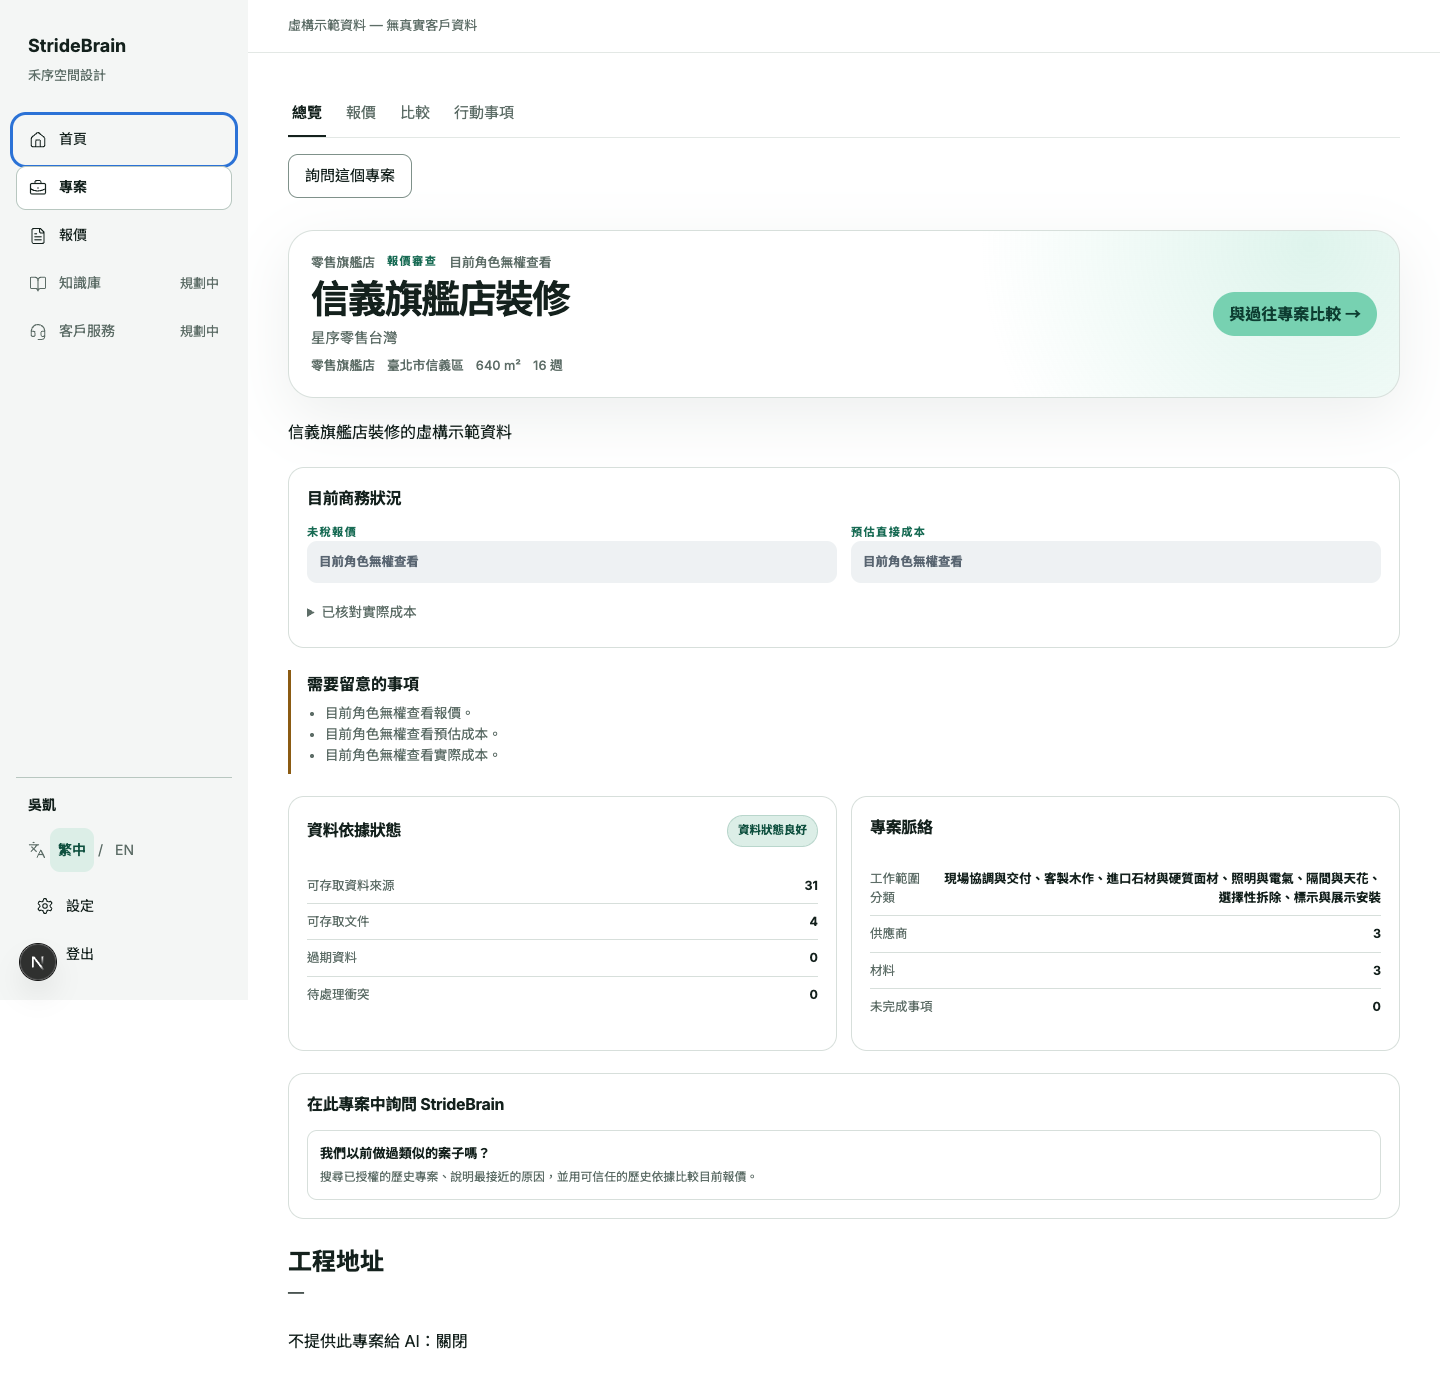 StrideBrain
禾序空間設計
首頁
專案
報價
知識庫 規劃中
客戶服務 規劃中
吳凱
繁中 / EN
設定
登出
N
虛構示範資料 — 無真實客戶資料
總覽 報價 比較 行動事項
詢問這個專案
零售旗艦店 報價審查 目前角色無權查看
信義旗艦店裝修
星序零售台灣
零售旗艦店 臺北市信義區 640 m² 16 週
與過往專案比較 →
信義旗艦店裝修的虛構示範資料
目前商務狀況
未稅報價
目前角色無權查看
預估直接成本
目前角色無權查看
▶ 已核對實際成本
需要留意的事項
• 目前角色無權查看報價。
• 目前角色無權查看預估成本。
• 目前角色無權查看實際成本。
資料依據狀態 資料狀態良好
可存取資料來源 31
可存取文件 4
過期資料 0
待處理衝突 0
專案脈絡
工作範圍分類 現場協調與交付、客製木作、進口石材與硬質面材、照明與電氣、隔間與天花、
選擇性拆除、標示與展示安裝
供應商 3
材料 3
未完成事項 0
在此專案中詢問 StrideBrain
我們以前做過類似的案子嗎？
搜尋已授權的歷史專案、說明最接近的原因，並用可信任的歷史依據比較目前報價。
工程地址
—
不提供此專案給 AI：關閉